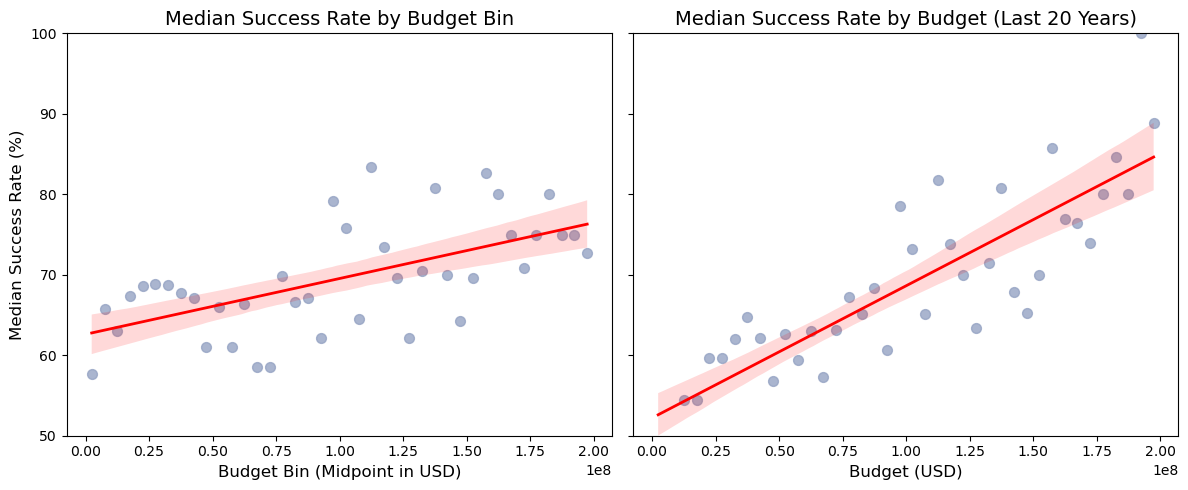 Median Success Rate by Budget Bin
Median Success Rate (%)
100
90
80
70
60
50
0.00 0.25 0.50 0.75 1.00 1.25 1.50 1.75 2.00
1e8
Budget Bin (Midpoint in USD)
Median Success Rate by Budget (Last 20 Years)
0.00 0.25 0.50 0.75 1.00 1.25 1.50 1.75 2.00
1e8
Budget (USD)